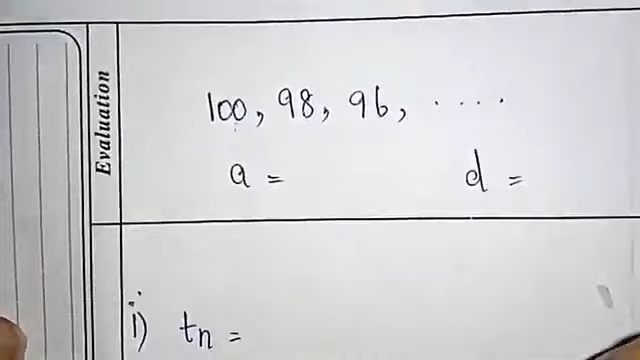 Evaluation
100, 98, 96, ....
a = d =
i) tn =